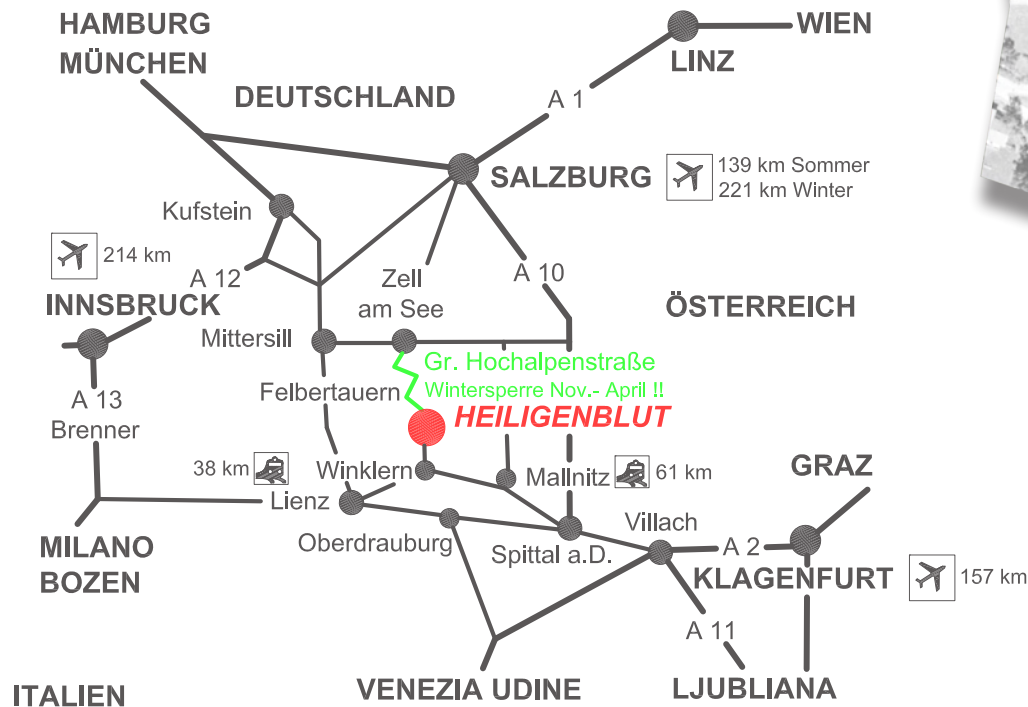 HAMBURG
MÜNCHEN
WIEN
LINZ
DEUTSCHLAND
A 1
SALZBURG
139 km Sommer
221 km Winter
Kufstein
214 km
A 12
Zell
am See
A 10
INNSBRUCK
ÖSTERREICH
Mittersill
Gr. Hochalpenstraße
Felbertauern
Wintersperre Nov.- April !!
HEILIGENBLUT
A 13
Brenner
38 km
Winklern
Mallnitz
61 km
GRAZ
Lienz
Villach
Oberdrauburg
Spittal a.D.
A 2
MILANO
BOZEN
KLAGENFURT
157 km
A 11
ITALIEN
VENEZIA UDINE
LJUBLIANA